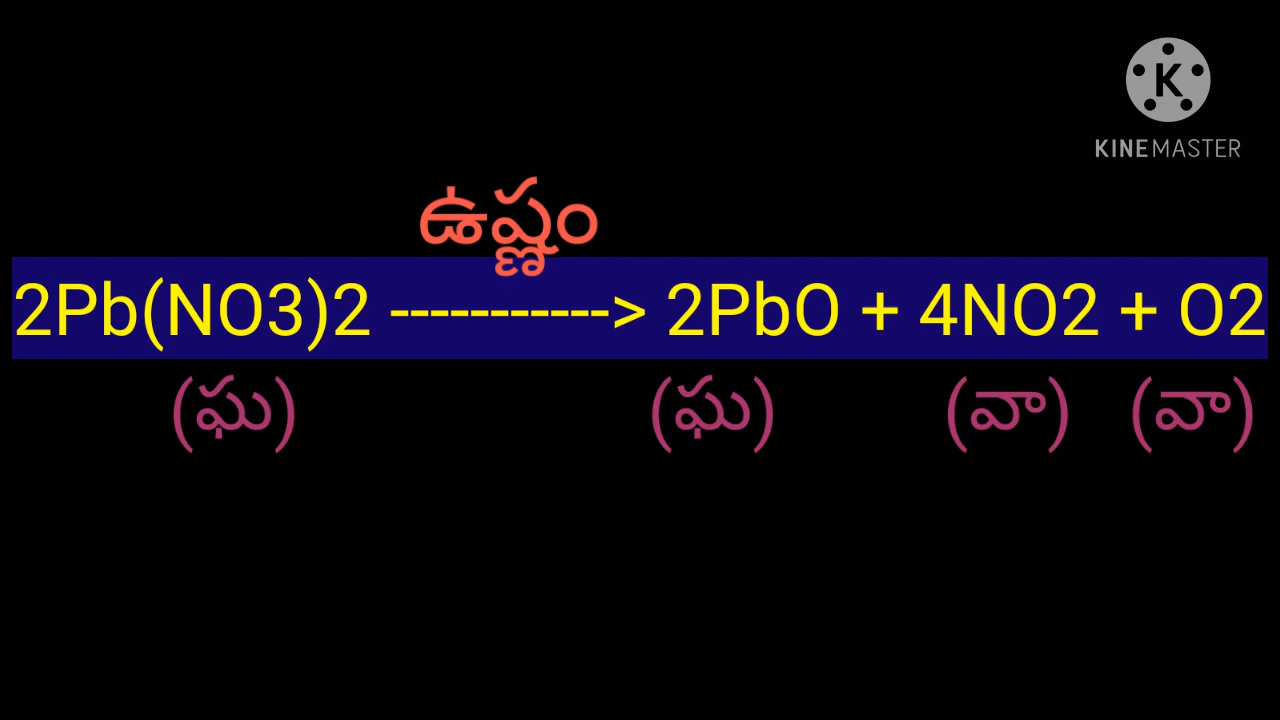 K
KINEMASTER
ఉష్ణం
2Pb(NO3)2 -----------> 2PbO + 4NO2 + O2
(ఘ) (ఘ) (వా) (వా)